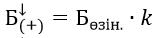 Б↓(+) = Бөзін. · k